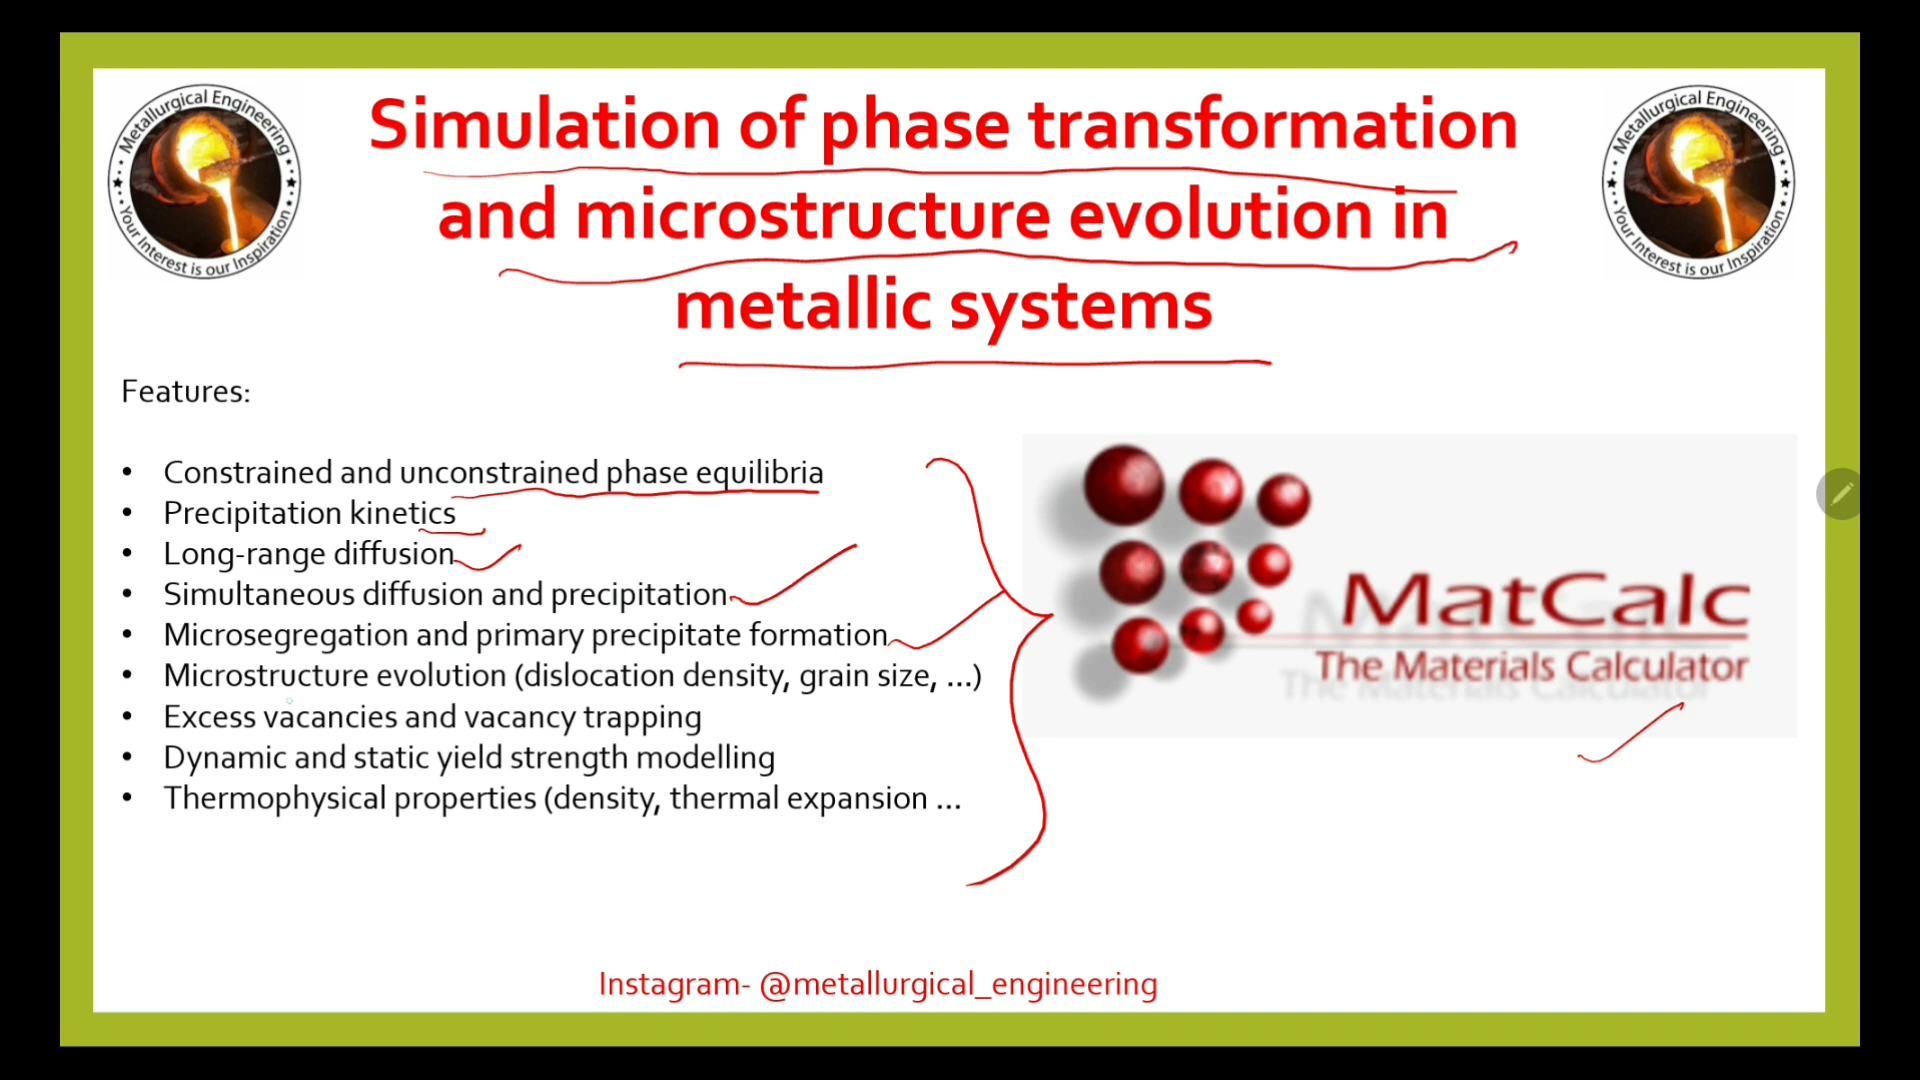 Metallurgical Engineering
Your Interest is our Inspiration
Simulation of phase transformation
and microstructure evolution in
metallic systems
Metallurgical Engineering
Your Interest is our Inspiration
Features:
• Constrained and unconstrained phase equilibria
• Precipitation kinetics
• Long-range diffusion
• Simultaneous diffusion and precipitation
• Microsegregation and primary precipitate formation
• Microstructure evolution (dislocation density, grain size, ...)
• Excess vacancies and vacancy trapping
• Dynamic and static yield strength modelling
• Thermophysical properties (density, thermal expansion ...
MatCalc
The Materials Calculator
Instagram- @metallurgical_engineering